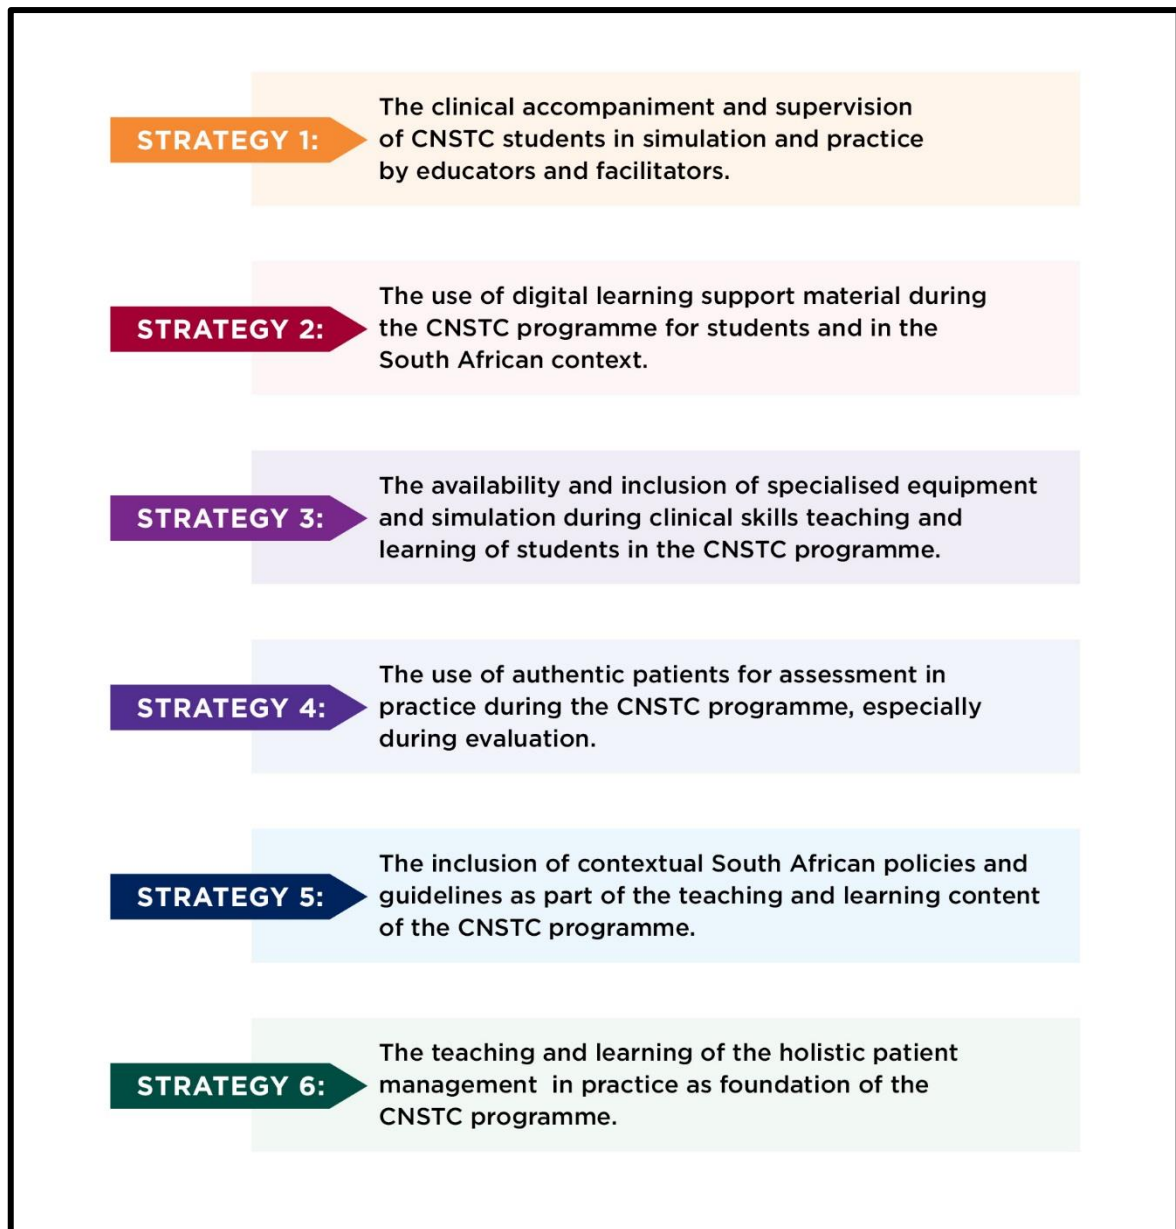 STRATEGY 1:
The clinical accompaniment and supervision
of CNSTC students in simulation and practice
by educators and facilitators.
STRATEGY 2:
The use of digital learning support material during
the CNSTC programme for students and in the
South African context.
STRATEGY 3:
The availability and inclusion of specialised equipment
and simulation during clinical skills teaching and
learning of students in the CNSTC programme.
STRATEGY 4:
The use of authentic patients for assessment in
practice during the CNSTC programme, especially
during evaluation.
STRATEGY 5:
The inclusion of contextual South African policies and
guidelines as part of the teaching and learning content
of the CNSTC programme.
STRATEGY 6:
The teaching and learning of the holistic patient
management in practice as foundation of the
CNSTC programme.